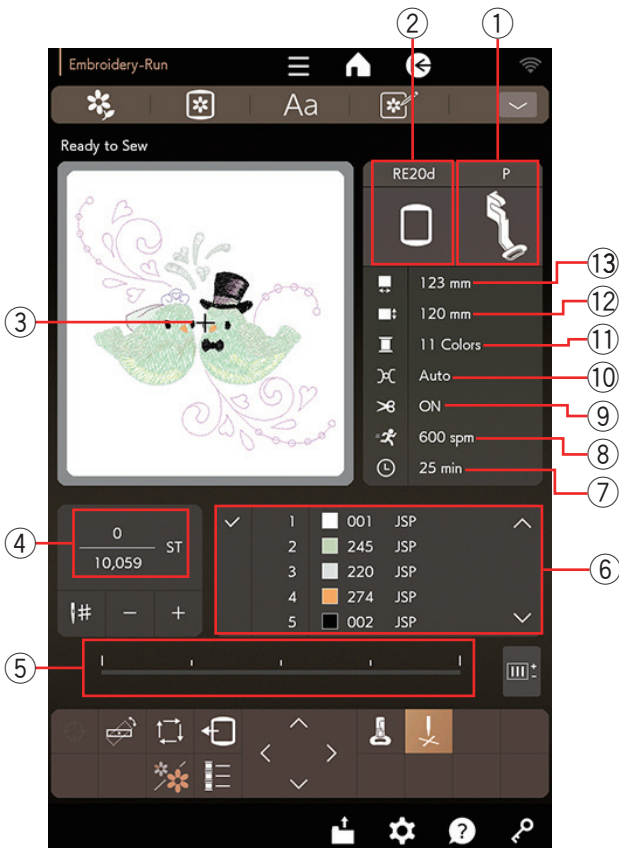 ② ①
Embroidery-Run
Aa
Ready to Sew
RE20d P
⑬ 123 mm
⑫ 120 mm
③
⑪ 11 Colors
⑩ Auto
⑨ ON
⑧ 600 spm
⑦ 25 min
④ 0 ST
10,059
⑥
1 001 JSP
2 245 JSP
3 220 JSP
4 274 JSP
5 002 JSP
# − +
⑤
?